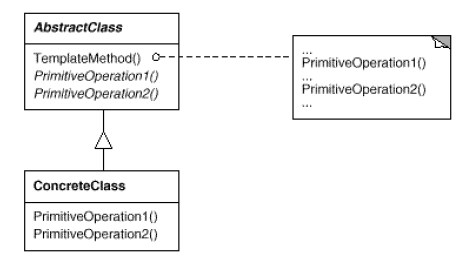 AbstractClass
TemplateMethod()
PrimitiveOperation1()
PrimitiveOperation2()
...
PrimitiveOperation1()
...
PrimitiveOperation2()
...
ConcreteClass
PrimitiveOperation1()
PrimitiveOperation2()